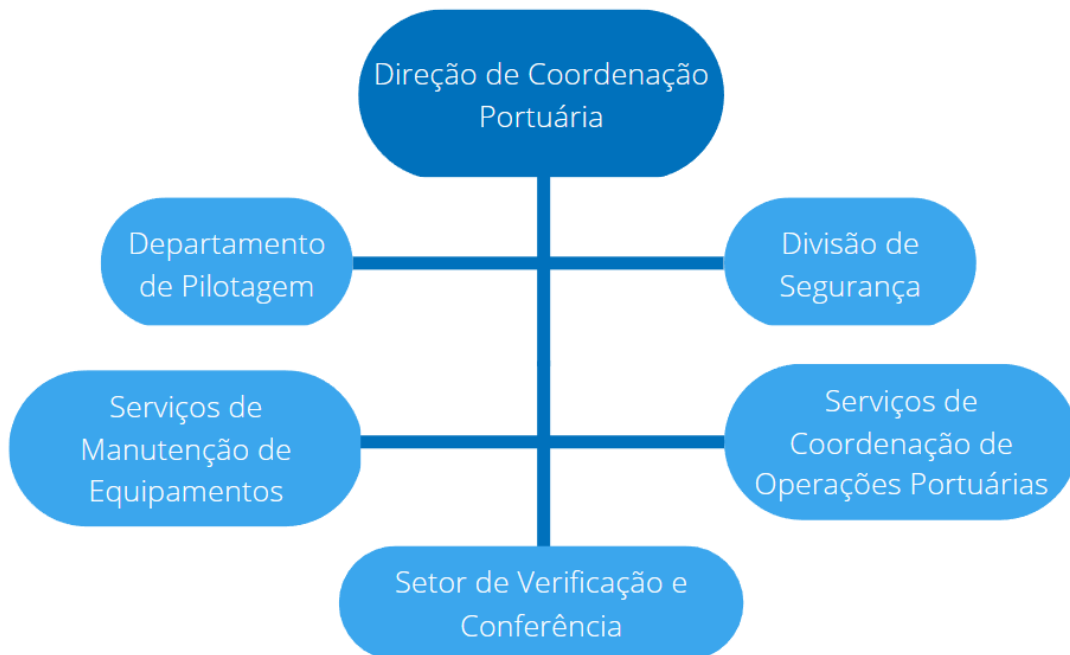 Direção de Coordenação
Portuária
Departamento
de Pilotagem
Divisão de
Segurança
Serviços de
Manutenção de
Equipamentos
Serviços de
Coordenação de
Operações Portuárias
Setor de Verificação e
Conferência